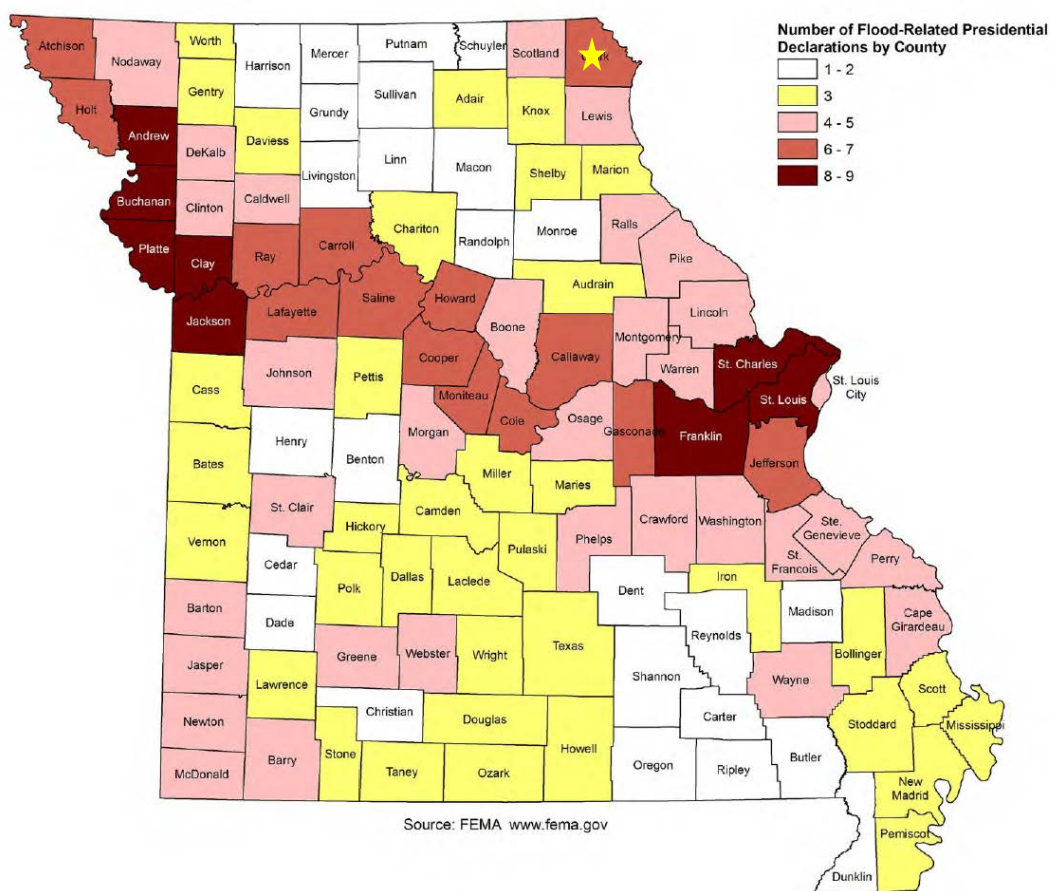 Number of Flood-Related Presidential
Declarations by County
1 - 2
3
4 - 5
6 - 7
8 - 9
Atchison
Nodaway
Worth
Harrison
Mercer
Putnam
Schuyler
Scotland
Gentry
Sullivan
Adair
Knox
Lewis
Holt
Andrew
DeKalb
Daviess
Grundy
Linn
Macon
Shelby
Marion
Livingston
Buchanan
Clinton
Caldwell
Chariton
Randolph
Monroe
Ralls
Pike
Platte
Clay
Ray
Carroll
Audrain
Jackson
Lafayette
Saline
Howard
Boone
Callaway
Montgomery
Lincoln
Warren
St. Charles
St. Louis
St. Louis
City
Johnson
Pettis
Cooper
Moniteau
Cole
Osage
Gasconade
Franklin
Jefferson
Cass
Henry
Benton
Morgan
Miller
Maries
Bates
St. Clair
Hickory
Camden
Pulaski
Phelps
Crawford
Washington
St.
Francois
Ste.
Genevieve
Perry
Vernon
Cedar
Polk
Dallas
Laclede
Dent
Iron
Madison
Cape
Girardeau
Barton
Dade
Greene
Webster
Wright
Texas
Reynolds
Bollinger
Jasper
Lawrence
Shannon
Wayne
Scott
Newton
Christian
Douglas
Howell
Carter
Stoddard
Mississippi
McDonald
Barry
Stone
Taney
Ozark
Oregon
Ripley
Butler
New
Madrid
Pemiscot
Dunklin
Source: FEMA www.fema.gov